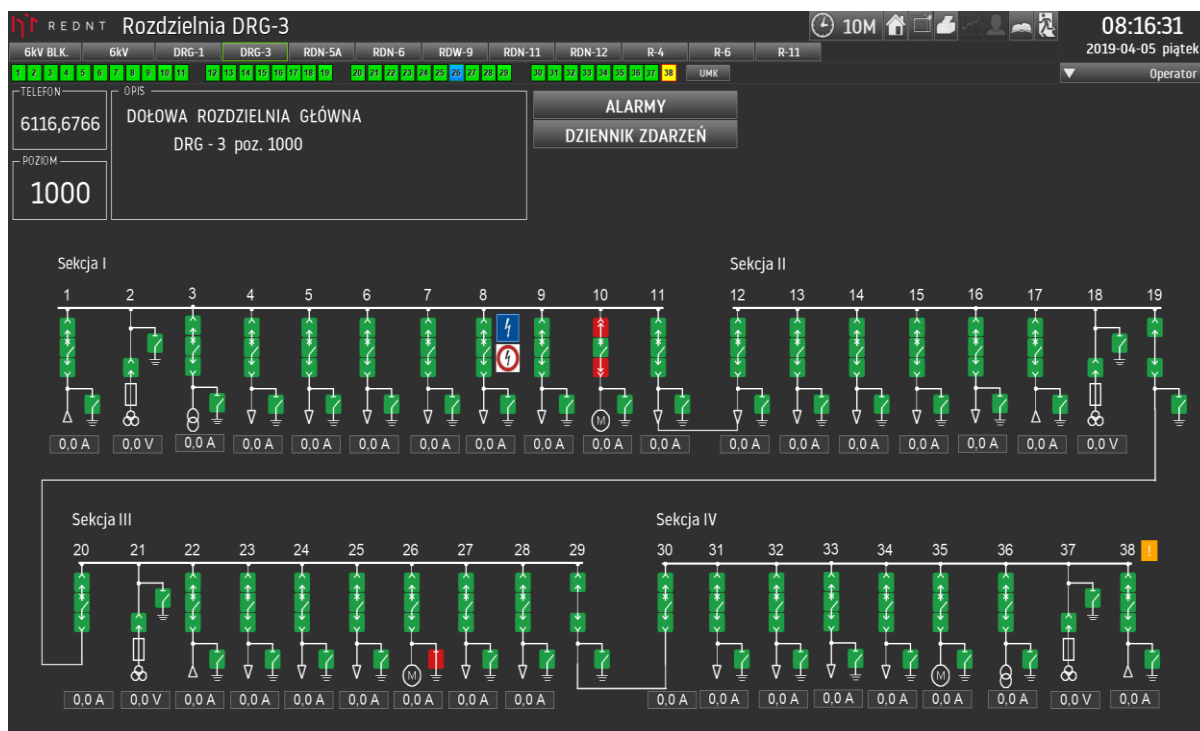 REDNT Rozdzielnia DRG-3 10M 08:16:31
6kV BLK. 6kV DRG-1 DRG-3 RDN-5A RDN-6 RDW-9 RDN-11 RDN-12 R-4 R-6 R-11 2019-04-05 piątek
1 2 3 4 5 6 7 8 9 10 11 12 13 14 15 16 17 18 19 20 21 22 23 24 25 26 27 28 29 30 31 32 33 34 35 36 37 38 UMK Operator
TELEFON OPIS
6116,6766 DOŁOWA ROZDZIELNIA GŁÓWNA ALARMY
DRG - 3 poz. 1000 DZIENNIK ZDARZEŃ
POZIOM
1000
Sekcja I Sekcja II
1 2 3 4 5 6 7 8 9 10 11 12 13 14 15 16 17 18 19
M
0,0 A 0,0 V 0,0 A 0,0 A 0,0 A 0,0 A 0,0 A 0,0 A 0,0 A 0,0 A 0,0 A 0,0 A 0,0 A 0,0 A 0,0 A 0,0 A 0,0 A 0,0 V
Sekcja III Sekcja IV
20 21 22 23 24 25 26 27 28 29 30 31 32 33 34 35 36 37 38 !
M M
0,0 A 0,0 V 0,0 A 0,0 A 0,0 A 0,0 A 0,0 A 0,0 A 0,0 A 0,0 A 0,0 A 0,0 A 0,0 A 0,0 A 0,0 A 0,0 A 0,0 V 0,0 A